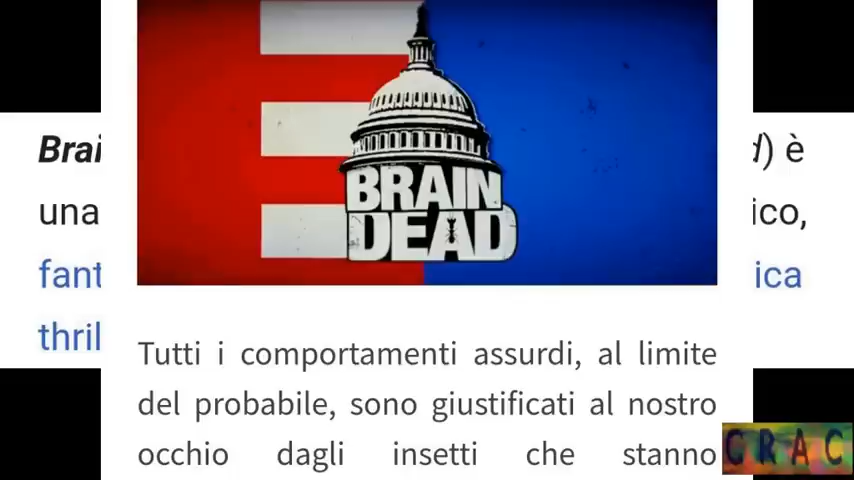 BRAIN
DEAD
Brai
d) è
una
ico,
fant
ica
thril
Tutti i comportamenti assurdi, al limite
del probabile, sono giustificati al nostro
occhio dagli insetti che stanno
GRAC